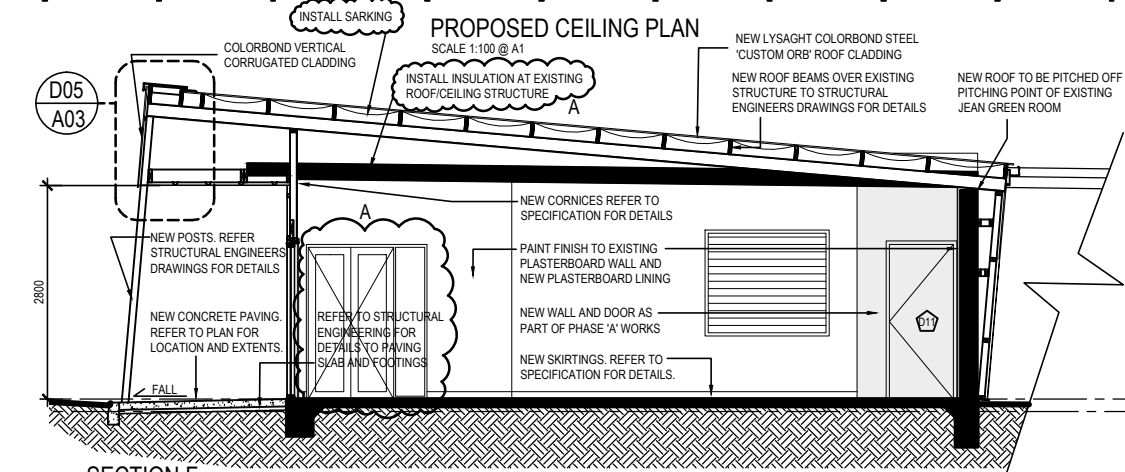 INSTALL SARKING
PROPOSED CEILING PLAN
SCALE 1:100 @ A1
COLORBOND VERTICAL
CORRUGATED CLADDING
NEW LYSAGHT COLORBOND STEEL
'CUSTOM ORB' ROOF CLADDING
INSTALL INSULATION AT EXISTING
ROOF/CEILING STRUCTURE
A
NEW ROOF BEAMS OVER EXISTING
STRUCTURE TO STRUCTURAL
ENGINEERS DRAWINGS FOR DETAILS
NEW ROOF TO BE PITCHED OFF
PITCHING POINT OF EXISTING
JEAN GREEN ROOM
D05
A03
NEW CORNICES REFER TO
SPECIFICATION FOR DETAILS
A
NEW POSTS. REFER
STRUCTURAL ENGINEERS
DRAWINGS FOR DETAILS
PAINT FINISH TO EXISTING
PLASTERBOARD WALL AND
NEW PLASTERBOARD LINING
2800
NEW CONCRETE PAVING.
REFER TO PLAN FOR
LOCATION AND EXTENTS.
REFER TO STRUCTURAL
ENGINEERING FOR
DETAILS TO PAVING
SLAB AND FOOTINGS
NEW WALL AND DOOR AS
PART OF PHASE 'A' WORKS
D11
NEW SKIRTINGS. REFER TO
SPECIFICATION FOR DETAILS.
FALL
SECTION E